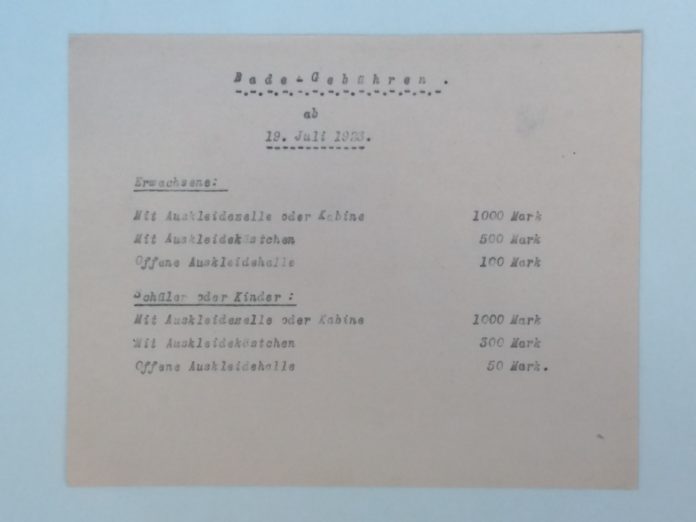 Bade-Gebühren.
ab
19. Juli 1923.
Erwachsene:
Mit Auskleidezelle oder Kabine 1000 Mark
Mit Auskleidekästchen 500 Mark
Offene Auskleidehalle 100 Mark
Schüler oder Kinder:
Mit Auskleidezelle oder Kabine 1000 Mark
Mit Auskleidekästchen 300 Mark
Offene Auskleidehalle 50 Mark.